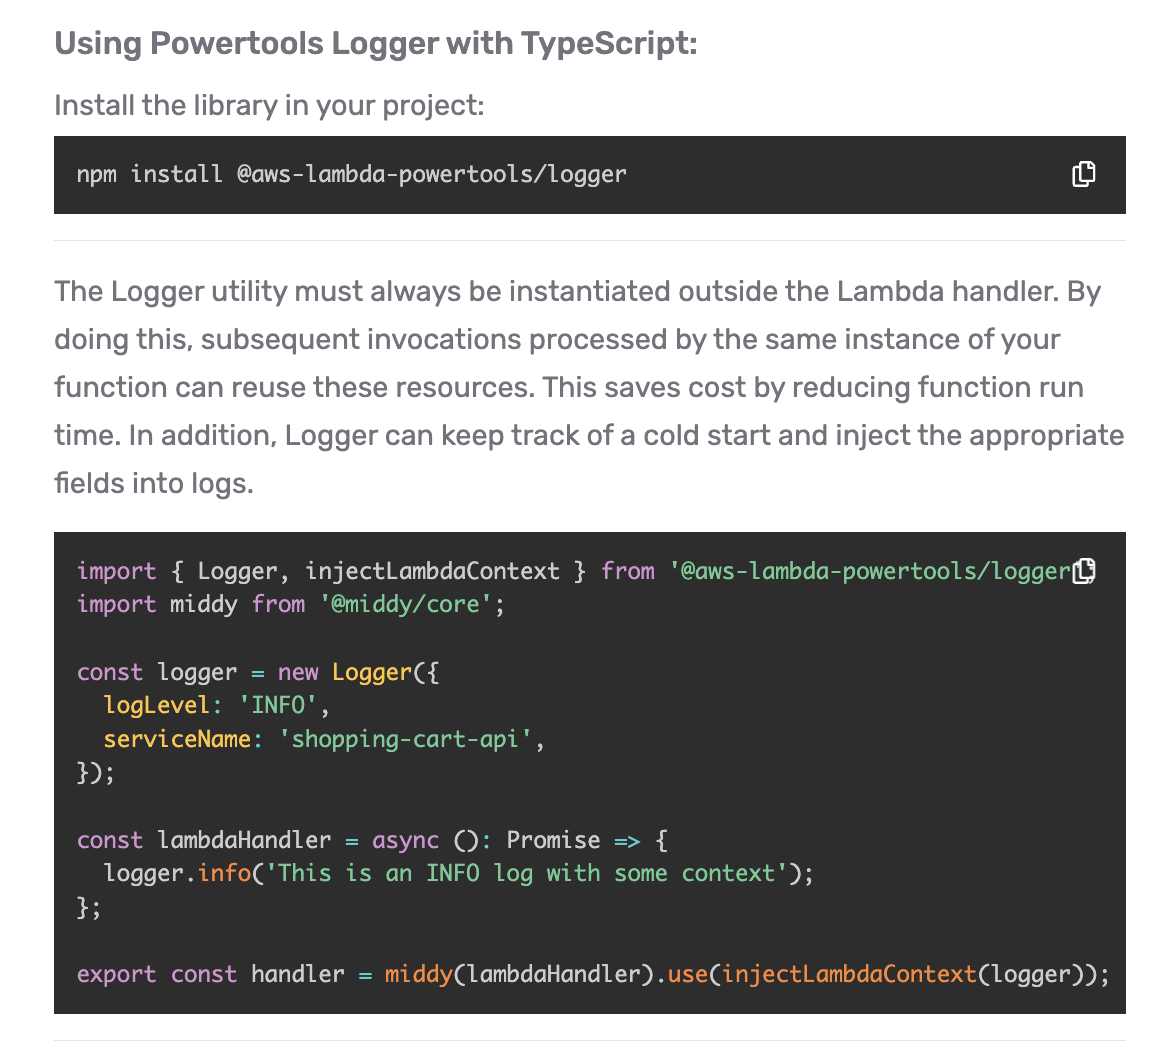 Using Powertools Logger with TypeScript:
Install the library in your project:
npm install @aws-lambda-powertools/logger
The Logger utility must always be instantiated outside the Lambda handler. By
doing this, subsequent invocations processed by the same instance of your
function can reuse these resources. This saves cost by reducing function run
time. In addition, Logger can keep track of a cold start and inject the appropriate
fields into logs.
import { Logger, injectLambdaContext } from '@aws-lambda-powertools/logger
import middy from '@middy/core';
const logger = new Logger({
  logLevel: 'INFO',
  serviceName: 'shopping-cart-api',
});
const lambdaHandler = async (): Promise => {
  logger.info('This is an INFO log with some context');
};
export const handler = middy(lambdaHandler).use(injectLambdaContext(logger));